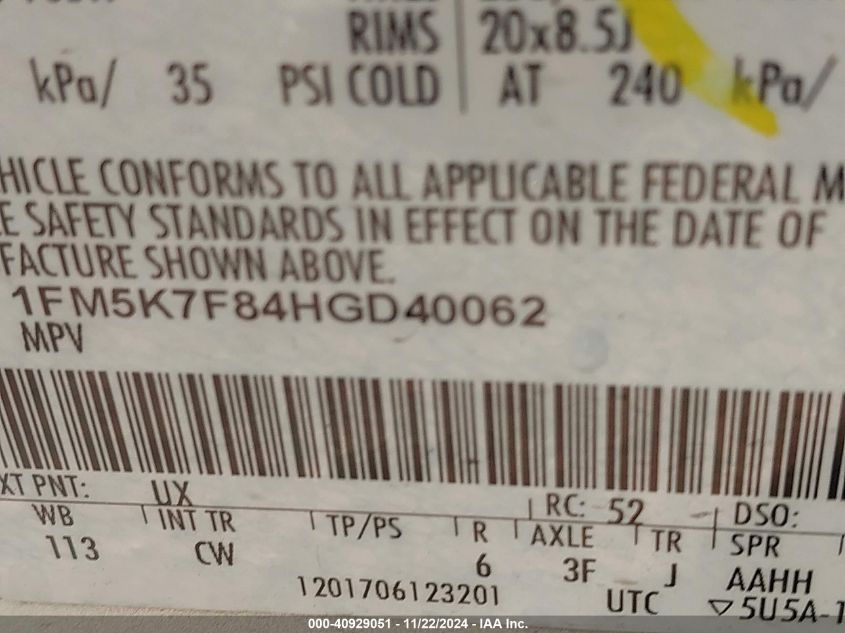 RIMS 20x8.5J
kPa/ 35 PSI COLD AT 240 kPa/
HICLE CONFORMS TO ALL APPLICABLE FEDERAL M
E SAFETY STANDARDS IN EFFECT ON THE DATE OF
FACTURE SHOWN ABOVE.
1FM5K7F84HGD40062
MPV
XT PNT: UX RC: 52 DSO:
WB INT TR TP/PS R AXLE TR SPR
113 CW 6 3F J AAHH
1201706123201 UTC ▽5U5A-1
000-40929051 - 11/22/2024 - IAA Inc.